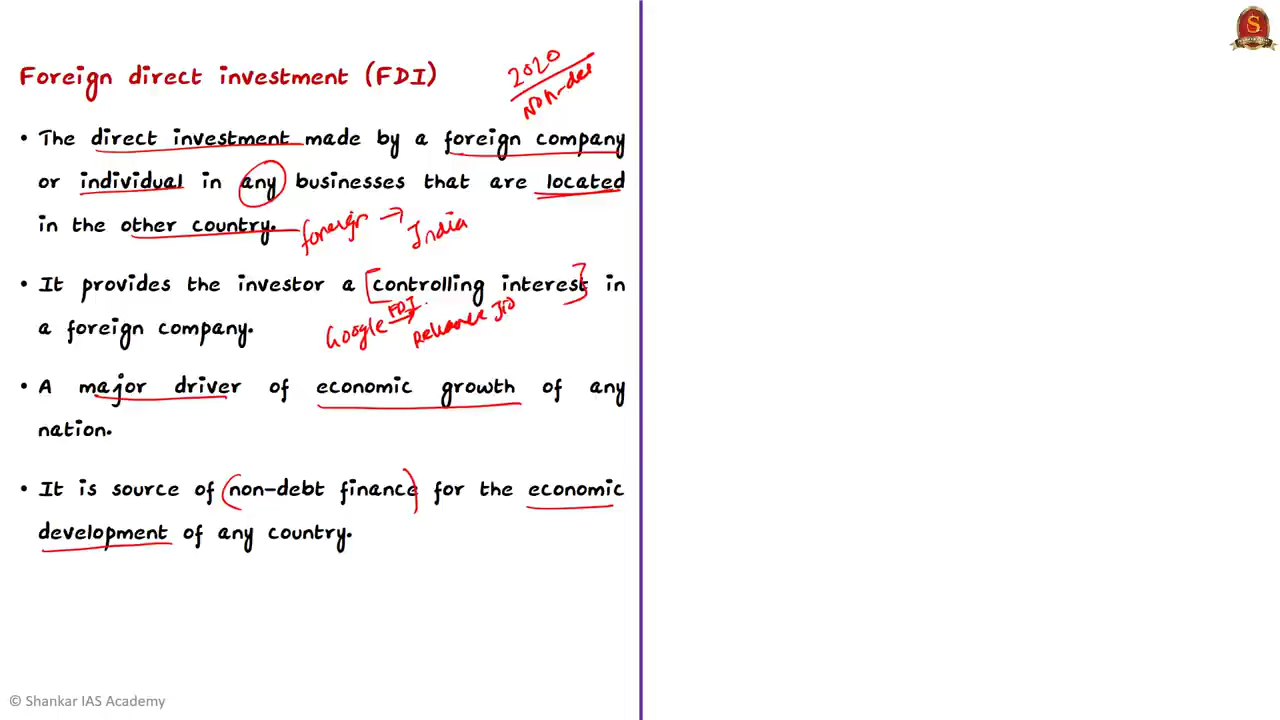 Foreign direct investment (FDI)
2020
Non-de
• The direct investment made by a foreign company
or individual in any businesses that are located
in the other country.
foreign → India
• It provides the investor a [controlling interest] in
a foreign company.
Google FDI → Reliance JIO
• A major driver of economic growth of any
nation.
• It is source of (non-debt finance) for the economic
development of any country.
© Shankar IAS Academy
S